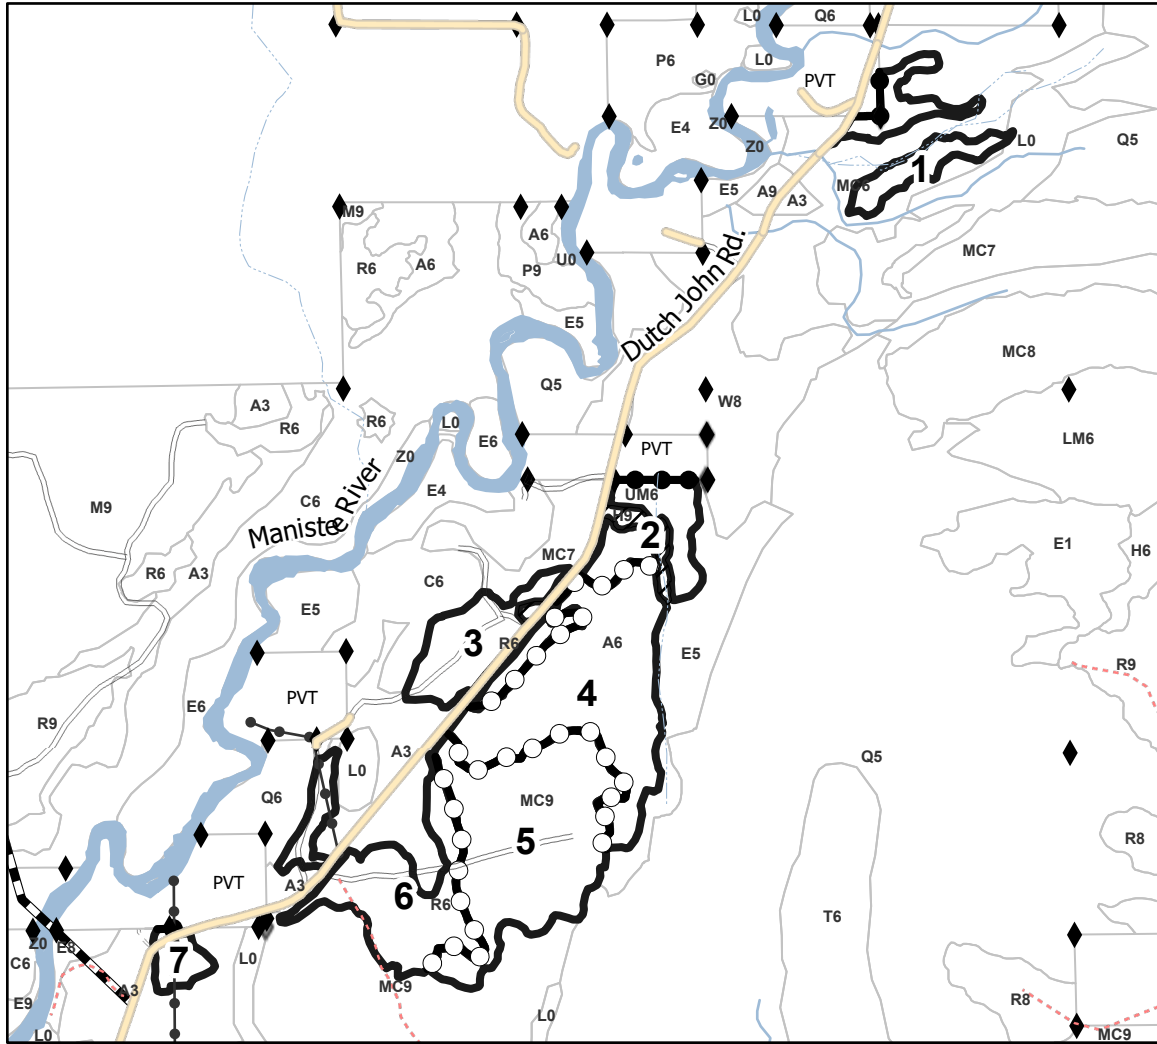 L0
Q6
P6
L0
G0
PVT
E4
Z0
Z0
L0
Q5
1
MC6
E5
A9
A3
M9
A6
R6
A6
P9
U0
MC7
Dutch John Rd.
E5
MC8
Q5
A3
R6
R6
L0
E6
W8
PVT
LM6
Z0
E4
C6
Manistee River
M9
UM6
H9
2
E1
H6
MC7
C6
R6
A3
E5
3
R6
A6
E5
R9
PVT
4
E6
R9
A3
L0
Q5
Q6
MC9
5
R8
A3
PVT
6
R6
T6
Z0
E8
L0
7
C6
A3
MC9
E9
L0
R8
L0
MC9